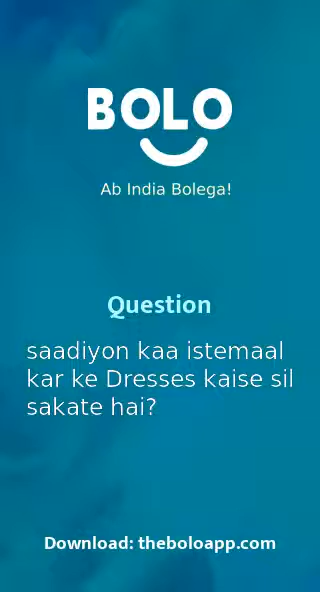 BOLO
Ab India Bolega!
Question
saadiyon kaa istemaal
kar ke Dresses kaise sil
sakate hai?
Download: theboloapp.com